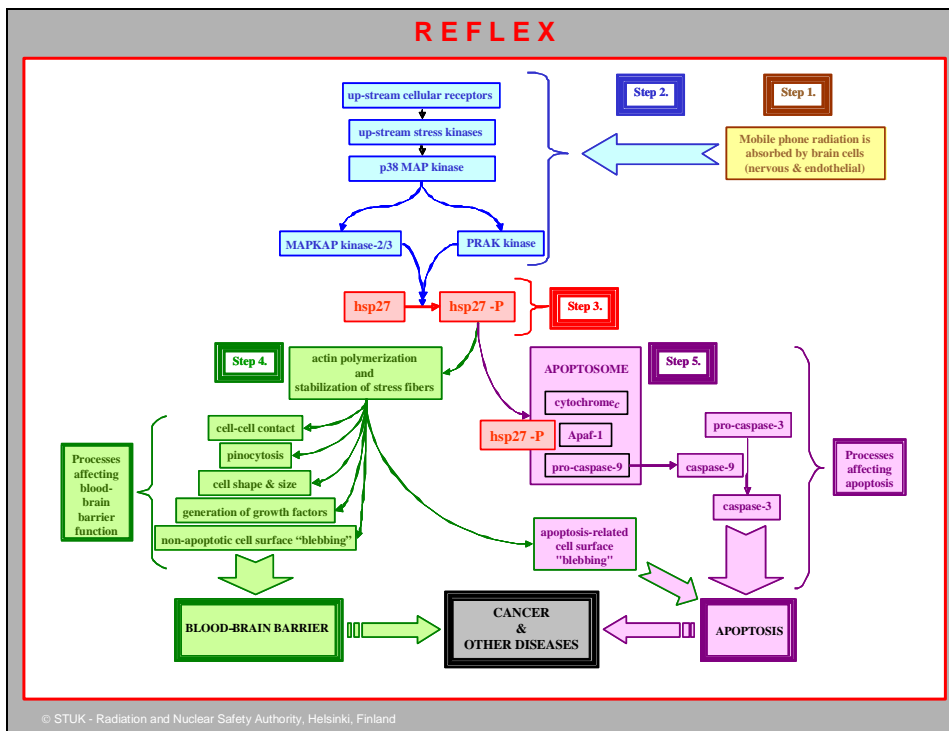 R E F L E X
Step 1.
Mobile phone radiation is
absorbed by brain cells
(nervous & endothelial)
Step 2.
up-stream cellular receptors
up-stream stress kinases
p38 MAP kinase
MAPKAP kinase-2/3
PRAK kinase
hsp27
hsp27 -P
Step 3.
Step 4.
actin polymerization
and
stabilization of stress fibers
cell-cell contact
pinocytosis
cell shape & size
generation of growth factors
non-apoptotic cell surface “blebbing”
Processes
affecting
blood-
brain
barrier
function
Step 5.
APOPTOSOME
cytochromec
hsp27 -P
Apaf-1
pro-caspase-9
caspase-9
pro-caspase-3
caspase-3
Processes
affecting
apoptosis
apoptosis-related
cell surface
"blebbing"
BLOOD-BRAIN BARRIER
CANCER
&
OTHER DISEASES
APOPTOSIS
© STUK - Radiation and Nuclear Safety Authority, Helsinki, Finland